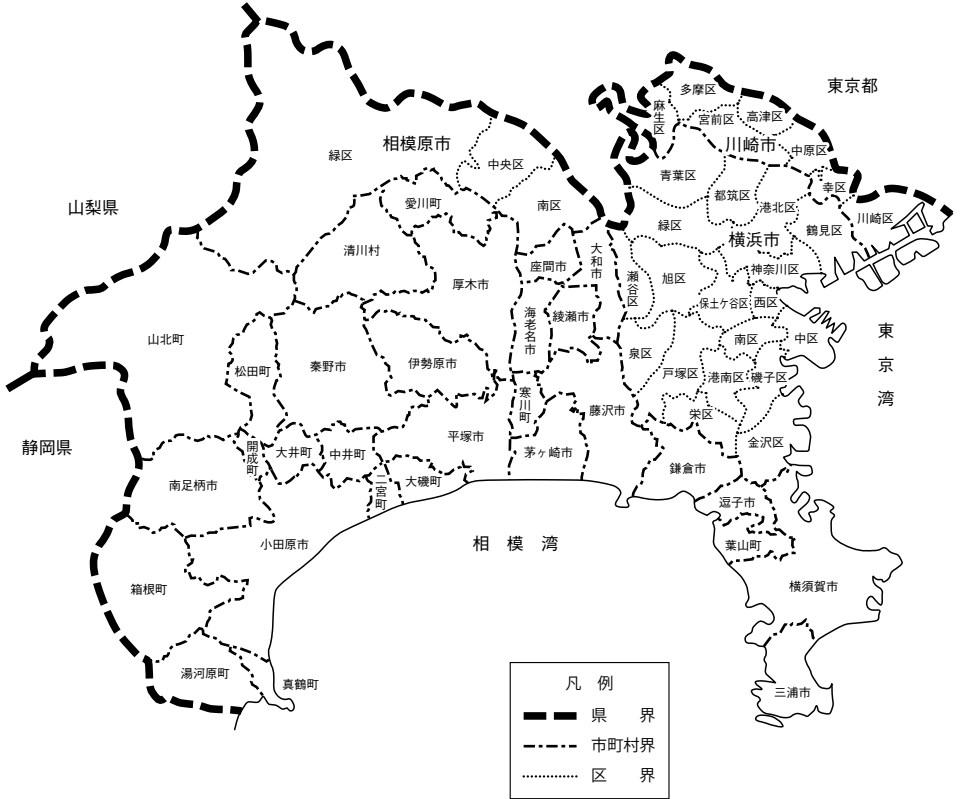 東京都
多摩区
麻生区
宮前区
高津区
川崎市
中原区
幸区
川崎区
相模原市
緑区
中央区
南区
山梨県
愛川町
清川村
厚木市
座間市
大和市
海老名市
綾瀬市
青葉区
都筑区
港北区
鶴見区
緑区
横浜市
瀬谷区
旭区
神奈川区
保土ケ谷区
西区
中区
南区
泉区
戸塚区
港南区
磯子区
栄区
金沢区
東京湾
山北町
松田町
秦野市
伊勢原市
寒川町
藤沢市
静岡県
南足柄市
開成町
大井町
中井町
平塚市
二宮町
大磯町
茅ヶ崎市
鎌倉市
逗子市
葉山町
小田原市
相模湾
箱根町
横須賀市
湯河原町
真鶴町
三浦市
凡例
県界
市町村界
区界